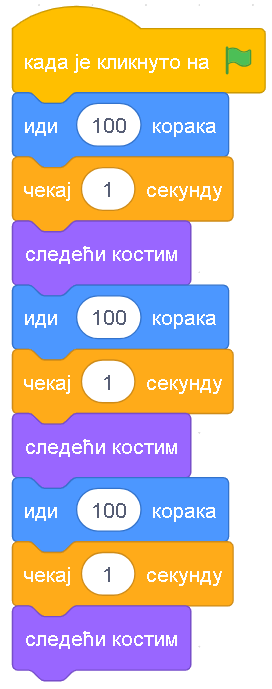 када је кликнуто на
иди 100 корака
чекај 1 секунду
следећи костим
иди 100 корака
чекај 1 секунду
следећи костим
иди 100 корака
чекај 1 секунду
следећи костим